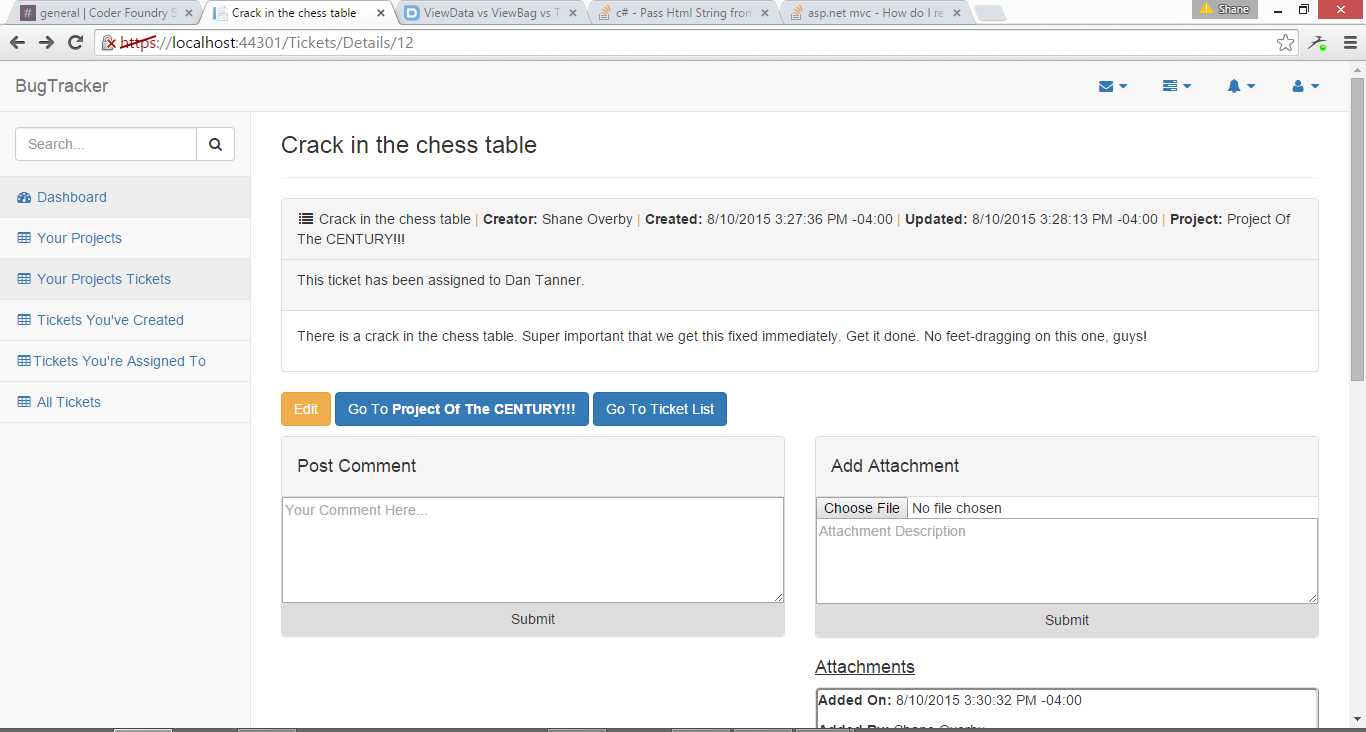 # general | Coder Foundry S
Crack in the chess table
ViewData vs ViewBag vs T
c# - Pass Html String from
asp.net mvc - How do I re
Shane
https://localhost:44301/Tickets/Details/12
BugTracker
Search...
Dashboard
Your Projects
Your Projects Tickets
Tickets You've Created
Tickets You're Assigned To
All Tickets
Crack in the chess table
Crack in the chess table | Creator: Shane Overby | Created: 8/10/2015 3:27:36 PM -04:00 | Updated: 8/10/2015 3:28:13 PM -04:00 | Project: Project Of
The CENTURY!!!
This ticket has been assigned to Dan Tanner.
There is a crack in the chess table. Super important that we get this fixed immediately. Get it done. No feet-dragging on this one, guys!
Edit
Go To Project Of The CENTURY!!!
Go To Ticket List
Post Comment
Your Comment Here...
Submit
Add Attachment
Choose File No file chosen
Attachment Description
Submit
Attachments
Added On: 8/10/2015 3:30:32 PM -04:00
Added By: Shane Overby